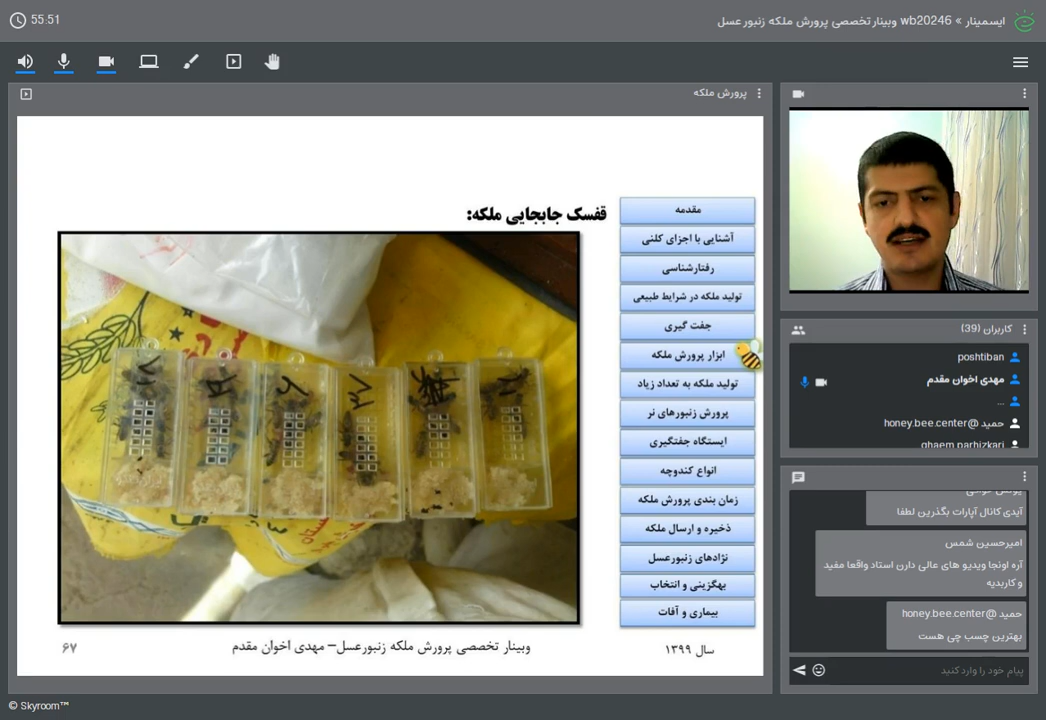 55:51
ایسمینار » wb20246 وبینار تخصصی پرورش ملکه زنبور عسل
پرورش ملکه
قفسک جابجایی ملکه:
مقدمه
آشنایی با اجزای کلنی
رفتارشناسی
تولید ملکه در شرایط طبیعی
جفت گیری
ابزار پرورش ملکه
تولید ملکه به تعداد زیاد
پرورش زنبورهای نر
ایستگاه جفتگیری
انواع کندوچه
زمان بندی پرورش ملکه
ذخیره و ارسال ملکه
نژادهای زنبورعسل
بهگزینی و انتخاب
بیماری و آفات
سال ۱۳۹۹
وبینار تخصصی پرورش ملکه زنبورعسل– مهدی اخوان مقدم
۶۷
کاربران (39)
poshtiban
مهدی اخوان مقدم
...
حمید @honey.bee.center
ghaem parhizkari
آیدی کانال آپارات بگذرین لطفا
امیرحسین شمس
آره اونجا ویدیو های عالی دارن استاد واقعا مفید
و کاربدیه
حمید @honey.bee.center
بهترین چسب چی هست
پیام خود را وارد کنید
© Skyroom™